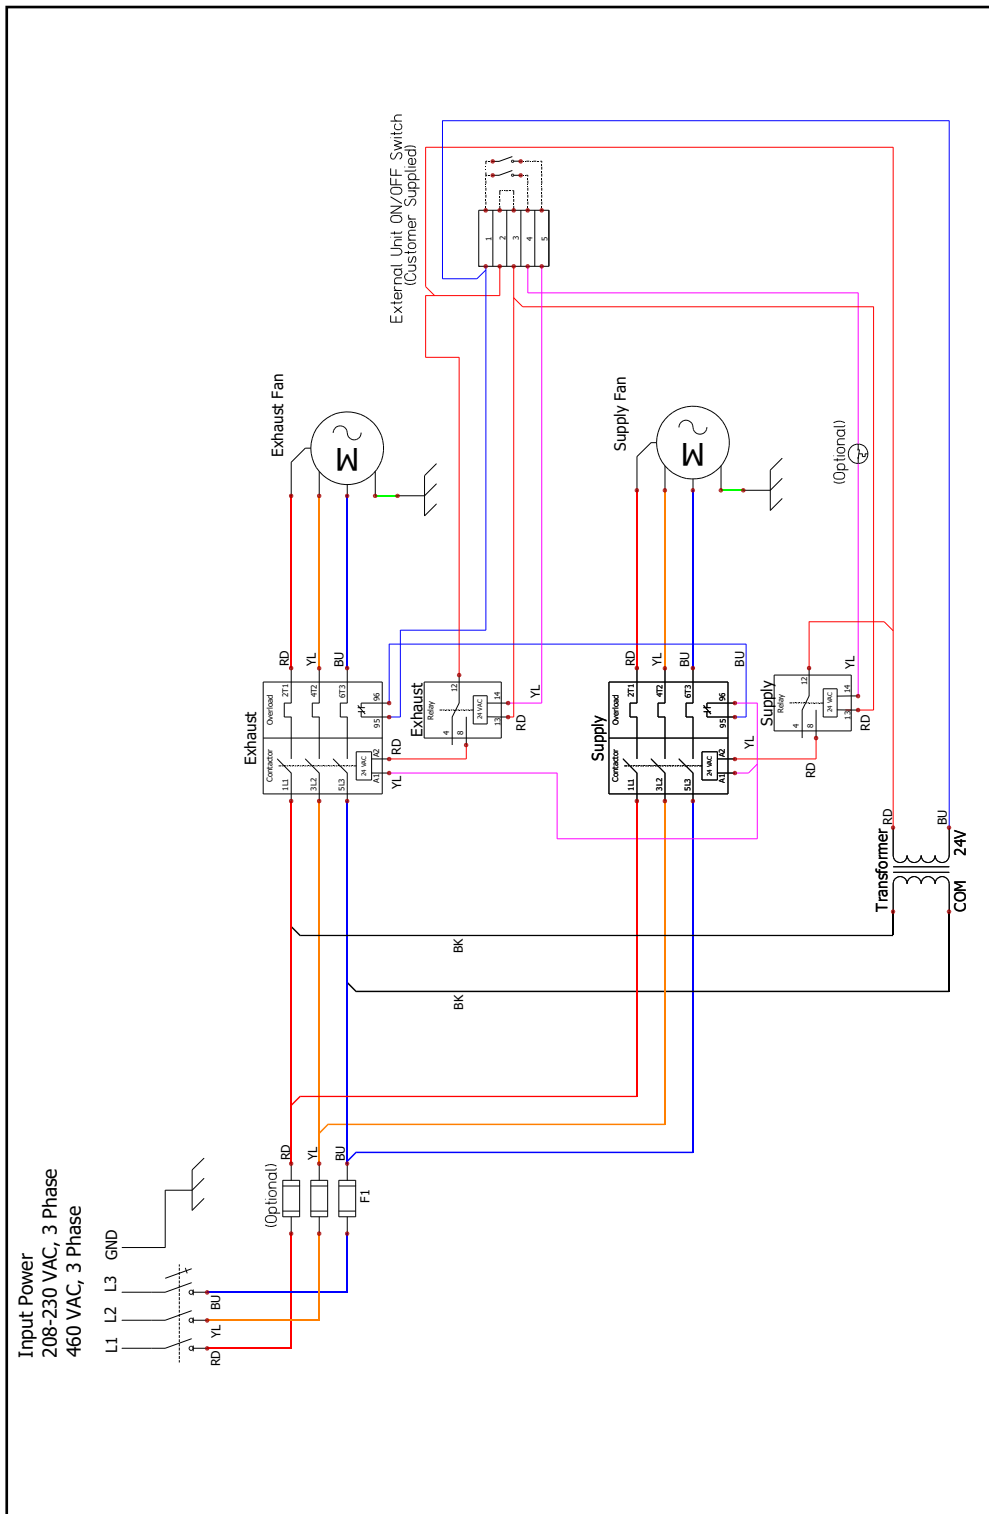 Input Power
208-230 VAC, 3 Phase
460 VAC, 3 Phase
L1
L2
L3
GND
RD
YL
BU
(Optional)
F1
RD
YL
BU
BK
BK
Exhaust
Contactor
Overload
1L1
3L2
5L3
2T1
4T2
6T3
24 VAC
A1
A2
95
96
RD
YL
BU
YL
RD
Exhaust
Relay
4
8
12
24 VAC
13
14
RD
YL
Exhaust Fan
M
External Unit ON/OFF Switch
(Customer Supplied)
1
2
3
4
5
Supply
Contactor
Overload
1L1
3L2
5L3
2T1
4T2
6T3
24 VAC
A1
A2
95
96
RD
YL
BU
BU
YL
RD
Supply
Relay
4
8
12
24 VAC
13
14
RD
YL
Supply Fan
M
(Optional)
Transformer
RD
BU
COM
24V